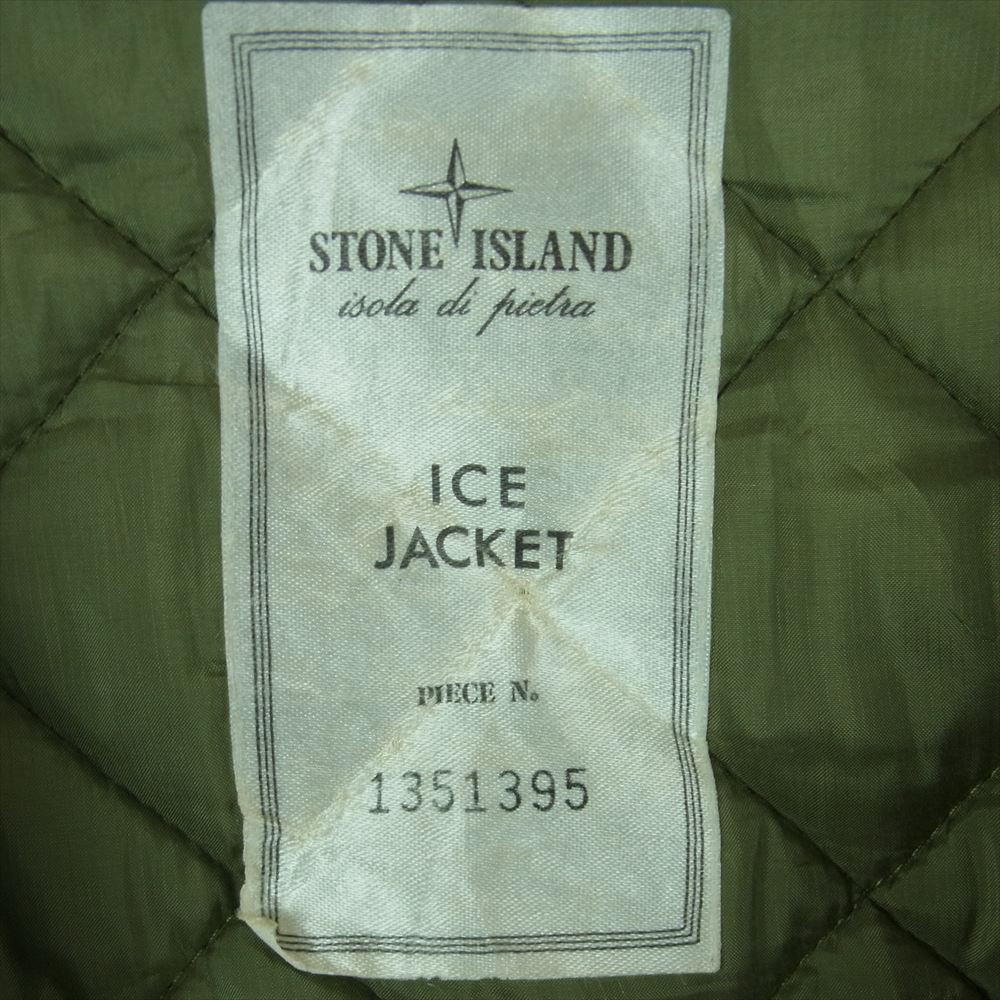 STONE ISLAND
isola di pietra
ICE
JACKET
PIECE N.
1351395